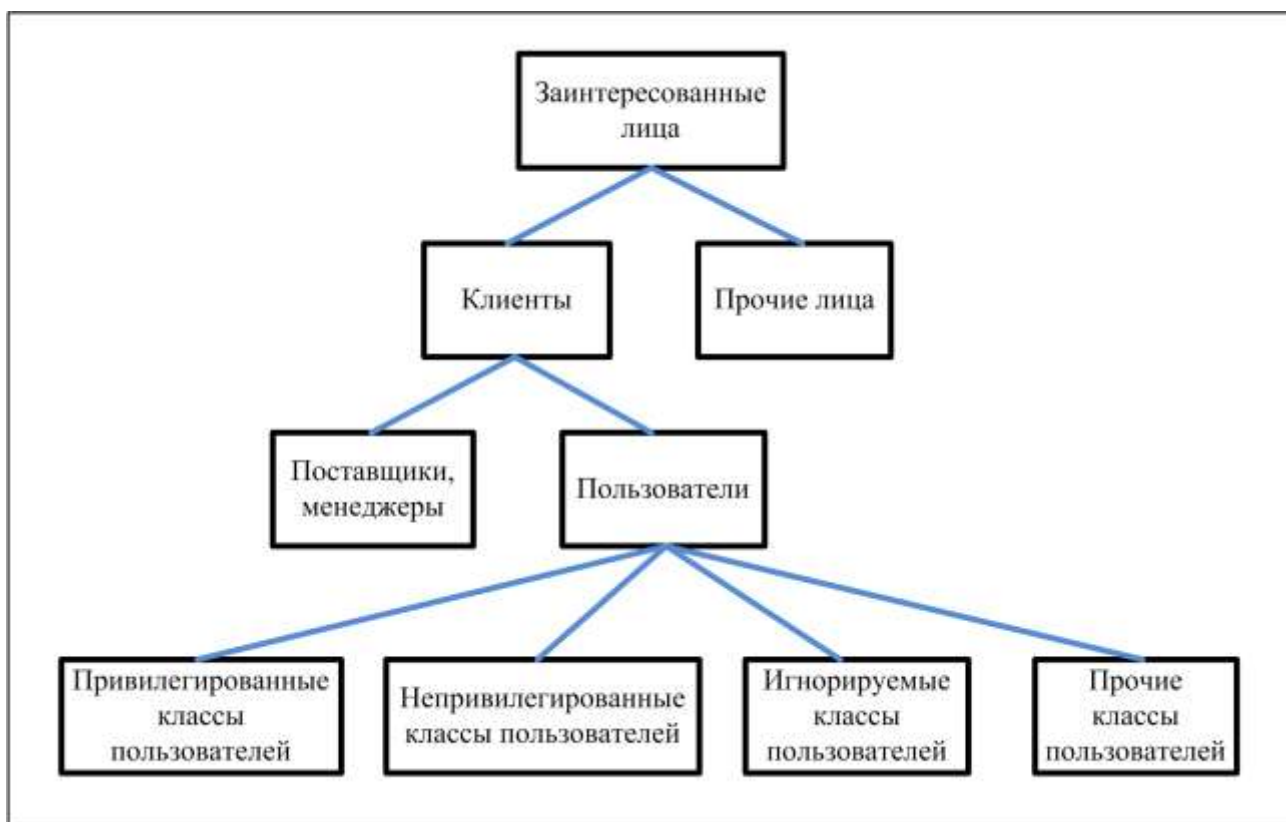 Заинтересованные
лица
Клиенты
Прочие лица
Поставщики,
менеджеры
Пользователи
Привилегированные
классы
пользователей
Непривилегированные
классы пользователей
Игнорируемые
классы
пользователей
Прочие
классы
пользователей